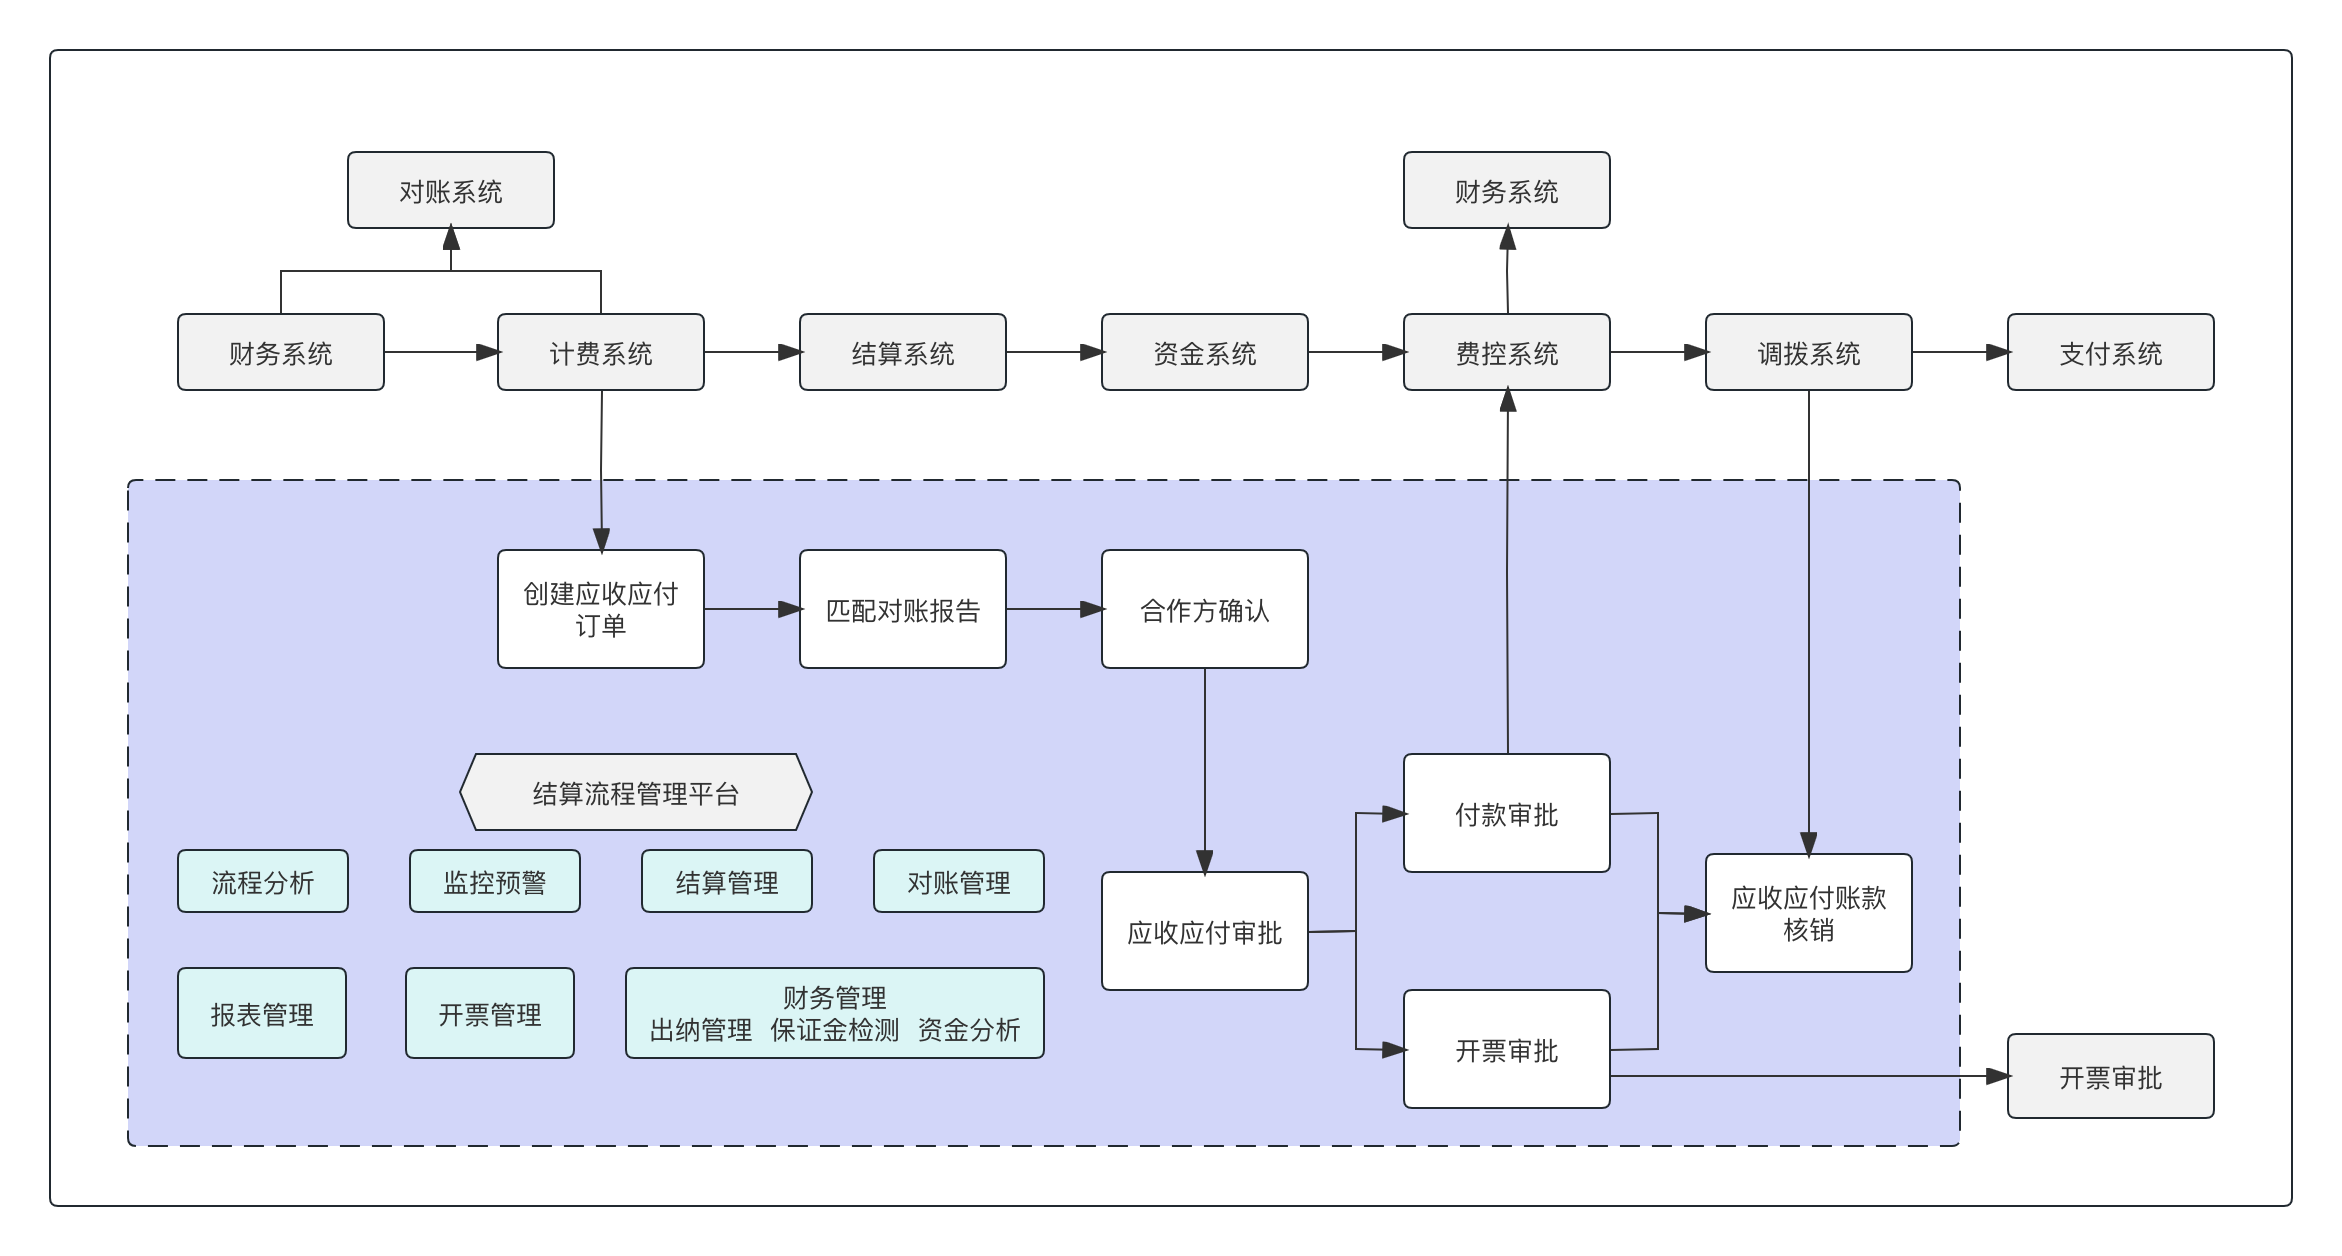 对账系统
财务系统
财务系统
计费系统
结算系统
资金系统
费控系统
调拨系统
支付系统
创建应收应付
订单
匹配对账报告
合作方确认
结算流程管理平台
付款审批
流程分析
监控预警
结算管理
对账管理
应收应付审批
应收应付账款
核销
报表管理
开票管理
财务管理
出纳管理 保证金检测 资金分析
开票审批
开票审批